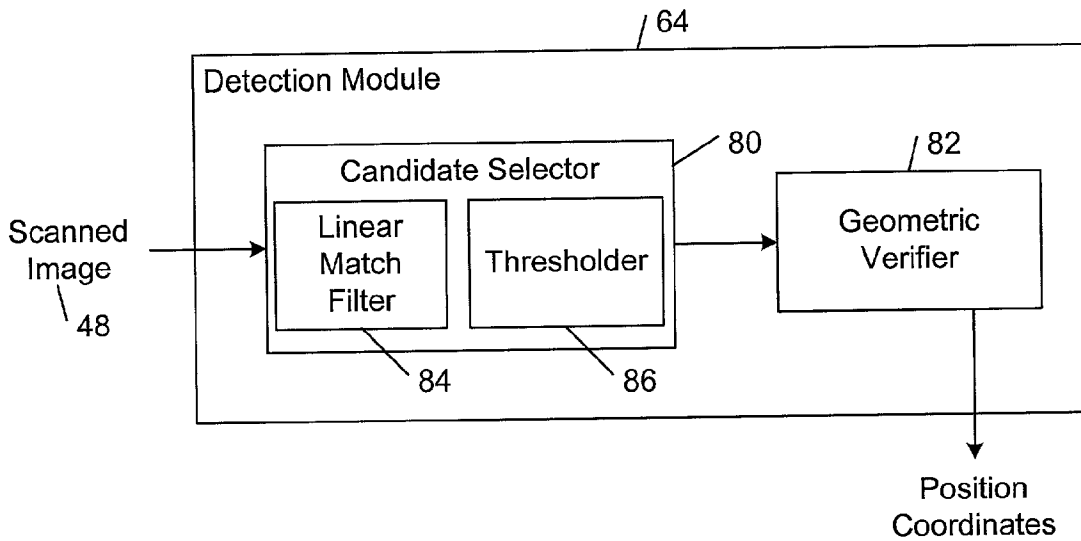 64
Detection Module
80
Candidate Selector
82
Linear
Match
Filter
Thresholder
Geometric
Verifier
Scanned
Image
48
84
86
Position
Coordinates